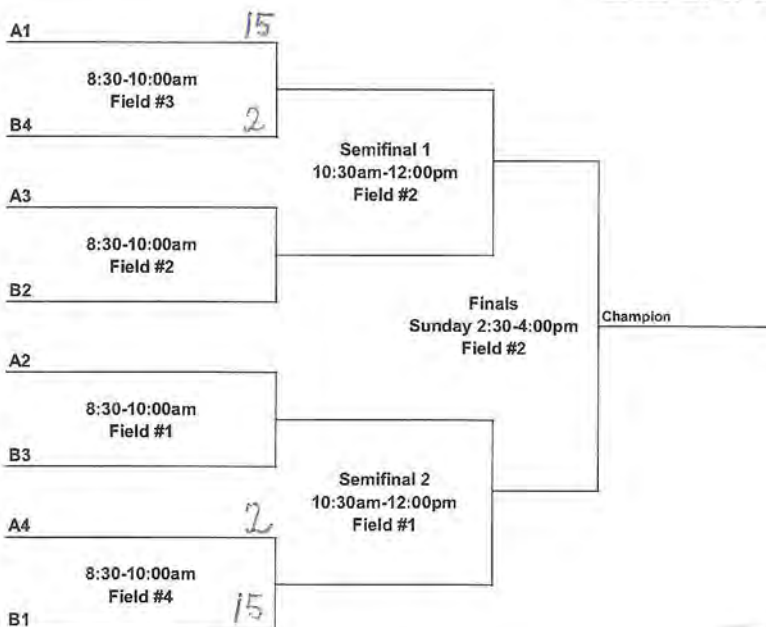 A1 15
8:30-10:00am
Field #3
B4 2
Semifinal 1
10:30am-12:00pm
Field #2
A3
8:30-10:00am
Field #2
B2
Finals
Sunday 2:30-4:00pm
Field #2
Champion
A2
8:30-10:00am
Field #1
B3
Semifinal 2
10:30am-12:00pm
Field #1
A4 2
8:30-10:00am
Field #4
B1 15